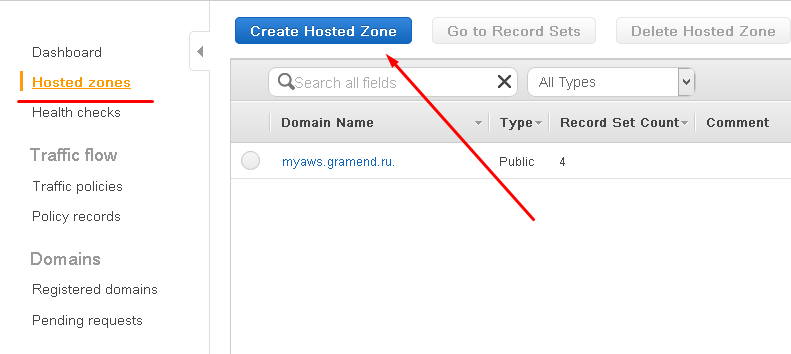 Create Hosted Zone Go to Record Sets Delete Hosted Zone
Dashboard
Hosted zones
Health checks
Traffic flow
Traffic policies
Policy records
Domains
Registered domains
Pending requests
Search all fields All Types
Domain Name Type Record Set Count Comment
myaws.gramend.ru. Public 4